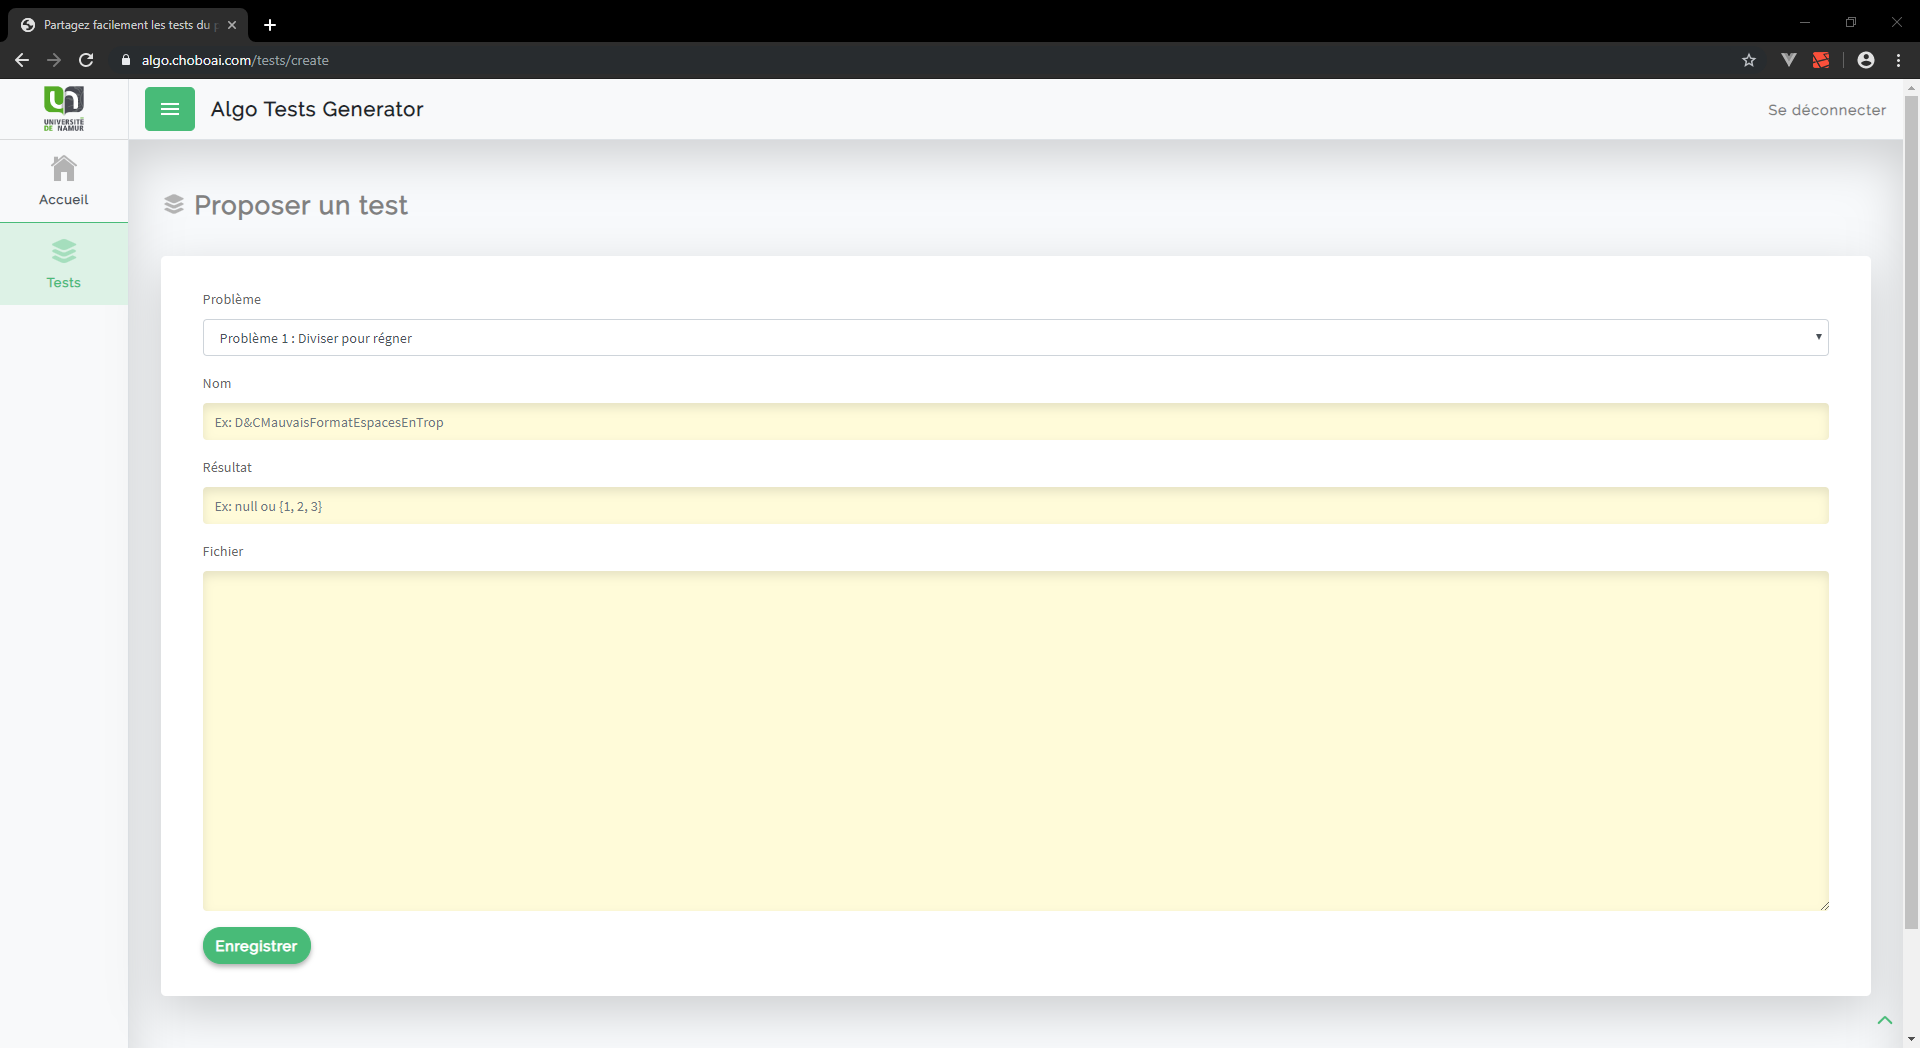 Partagez facilement les tests du
algo.choboai.com/tests/create
UNIVERSITÉ
DE NAMUR
Algo Tests Generator
Se déconnecter
Accueil
Tests
Proposer un test
Problème
Problème 1 : Diviser pour régner
Nom
Ex: D&CMauvaisFormatEspacesEnTrop
Résultat
Ex: null ou {1, 2, 3}
Fichier
Enregistrer